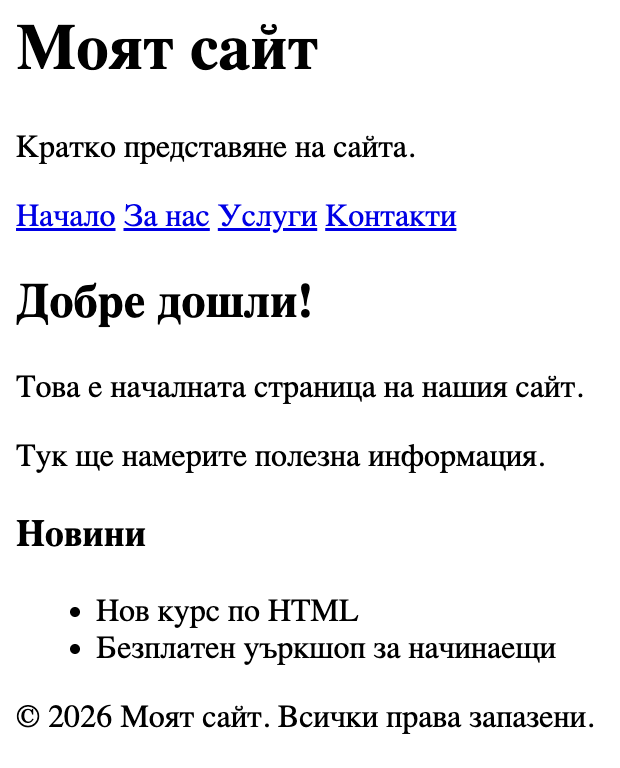 Моят сайт
Кратко представяне на сайта.
Начало За нас Услуги Контакти
Добре дошли!
Това е началната страница на нашия сайт.
Тук ще намерите полезна информация.
Новини
• Нов курс по HTML
• Безплатен уъркшоп за начинаещи
© 2026 Моят сайт. Всички права запазени.